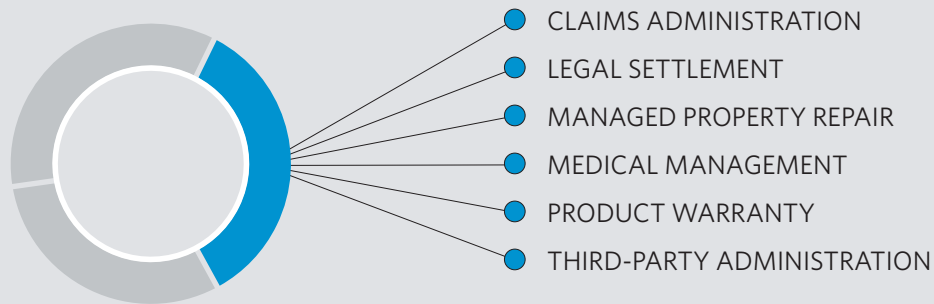 CLAIMS ADMINISTRATION
LEGAL SETTLEMENT
MANAGED PROPERTY REPAIR
MEDICAL MANAGEMENT
PRODUCT WARRANTY
THIRD-PARTY ADMINISTRATION